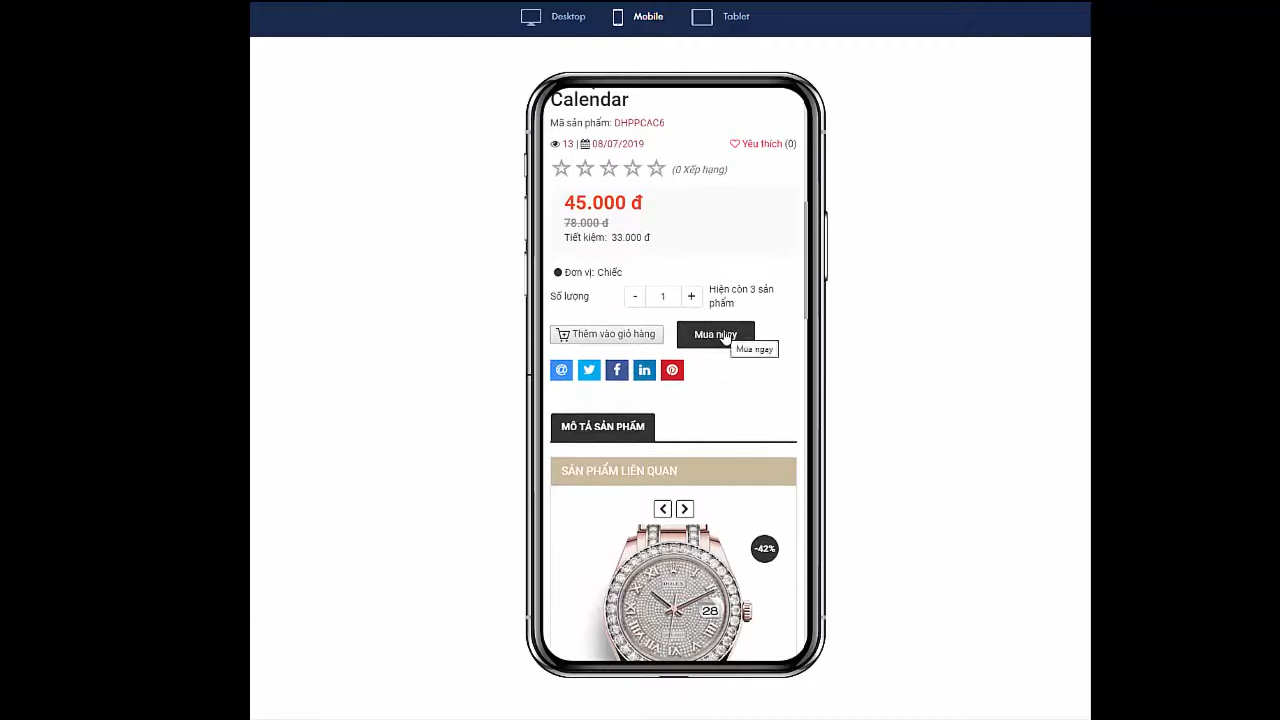 Desktop
Mobile
Tablet
Calendar
Mã sản phẩm: DHPPCAC6
13 | 08/07/2019
Yêu thích (0)
(0 Xếp hạng)
45.000 đ
78.000 đ
Tiết kiệm: 33.000 đ
Đơn vị: Chiếc
Số lượng
- 1 +
Hiện còn 3 sản
phẩm
Thêm vào giỏ hàng
Mua ngay
Mua ngay
MÔ TẢ SẢN PHẨM
SẢN PHẨM LIÊN QUAN
-42%
ROLEX
28